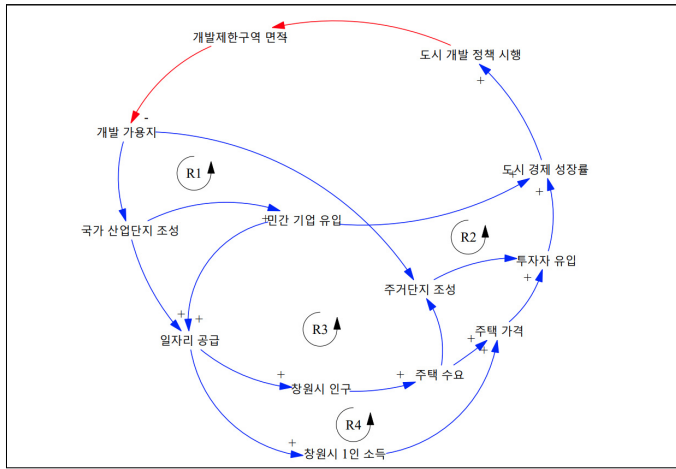 개발제한구역 면적
도시 개발 정책 시행
+
-
개발 가용지
R1
도시 경제 성장률
+
+
국가 산업단지 조성
+
민간 기업 유입
R2
투자자 유입
+
주거단지 조성
+
+
일자리 공급
R3
주택 가격
+
+
창원시 인구
+
+
주택 수요
R4
+
창원시 1인 소득